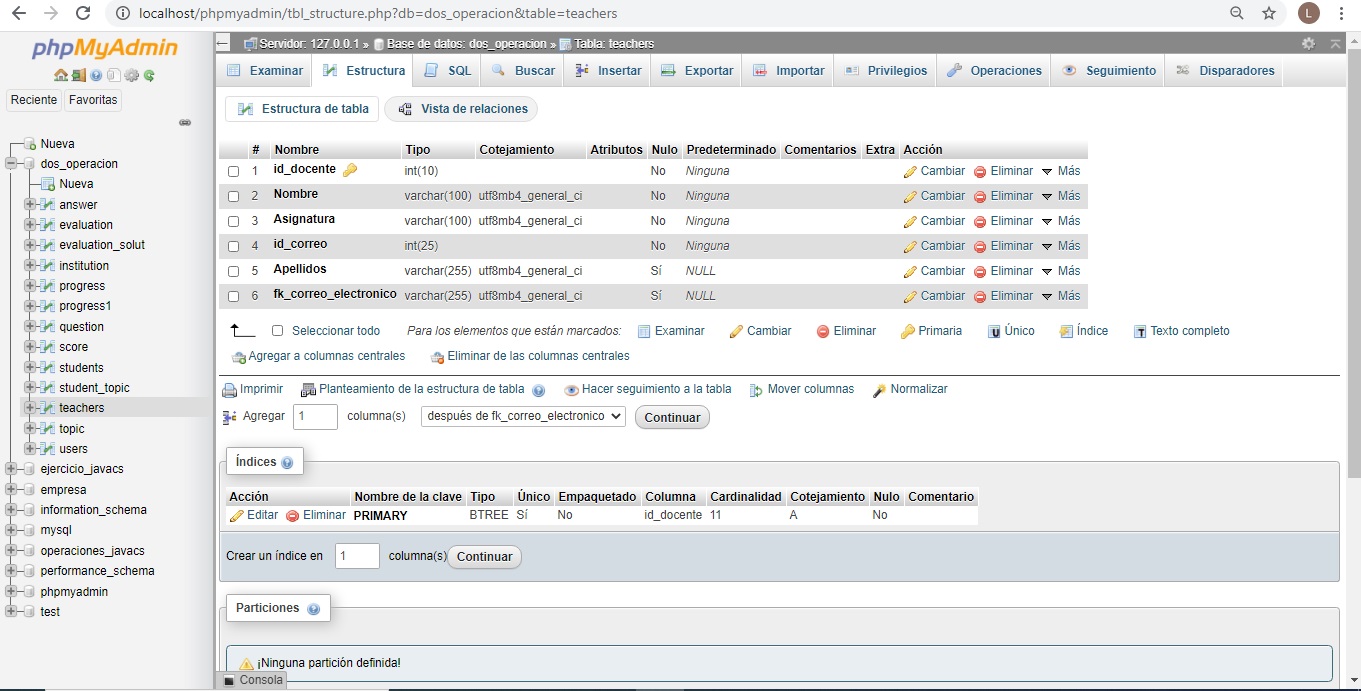 localhost/phpmyadmin/tbl_structure.php?db=dos_operacion&table=teachers
L
phpMyAdmin
Reciente Favoritas
Nueva
dos_operacion
Nueva
answer
evaluation
evaluation_solut
institution
progress
progress1
question
score
students
student_topic
teachers
topic
users
ejercicio_javacs
empresa
information_schema
mysql
operaciones_javacs
performance_schema
phpmyadmin
test
Servidor: 127.0.0.1 » Base de datos: dos_operacion » Tabla: teachers
Examinar Estructura SQL Buscar Insertar Exportar Importar Privilegios Operaciones Seguimiento Disparadores
Estructura de tabla Vista de relaciones
# Nombre Tipo Cotejamiento Atributos Nulo Predeterminado Comentarios Extra Acción
1 id_docente int(10) No Ninguna Cambiar Eliminar Más
2 Nombre varchar(100) utf8mb4_general_ci No Ninguna Cambiar Eliminar Más
3 Asignatura varchar(100) utf8mb4_general_ci No Ninguna Cambiar Eliminar Más
4 id_correo int(25) No Ninguna Cambiar Eliminar Más
5 Apellidos varchar(255) utf8mb4_general_ci Sí NULL Cambiar Eliminar Más
6 fk_correo_electronico varchar(255) utf8mb4_general_ci Sí NULL Cambiar Eliminar Más
Seleccionar todo Para los elementos que están marcados: Examinar Cambiar Eliminar Primaria U Único Índice T Texto completo
Agregar a columnas centrales Eliminar de las columnas centrales
Imprimir Planteamiento de la estructura de tabla Hacer seguimiento a la tabla Mover columnas Normalizar
Agregar 1 columna(s) después de fk_correo_electronico Continuar
Índices
Acción Nombre de la clave Tipo Único Empaquetado Columna Cardinalidad Cotejamiento Nulo Comentario
Editar Eliminar PRIMARY BTREE Sí No id_docente 11 A No
Crear un índice en 1 columna(s) Continuar
Particiones
¡Ninguna partición definida!
Consola